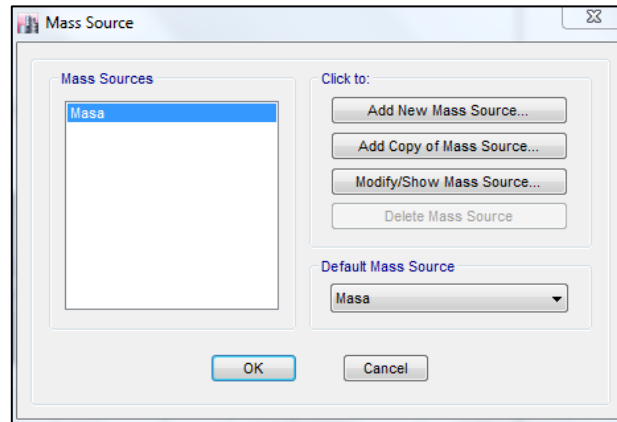 Mass Source
Mass Sources
Masa
Click to:
Add New Mass Source...
Add Copy of Mass Source...
Modify/Show Mass Source...
Delete Mass Source
Default Mass Source
Masa
OK
Cancel